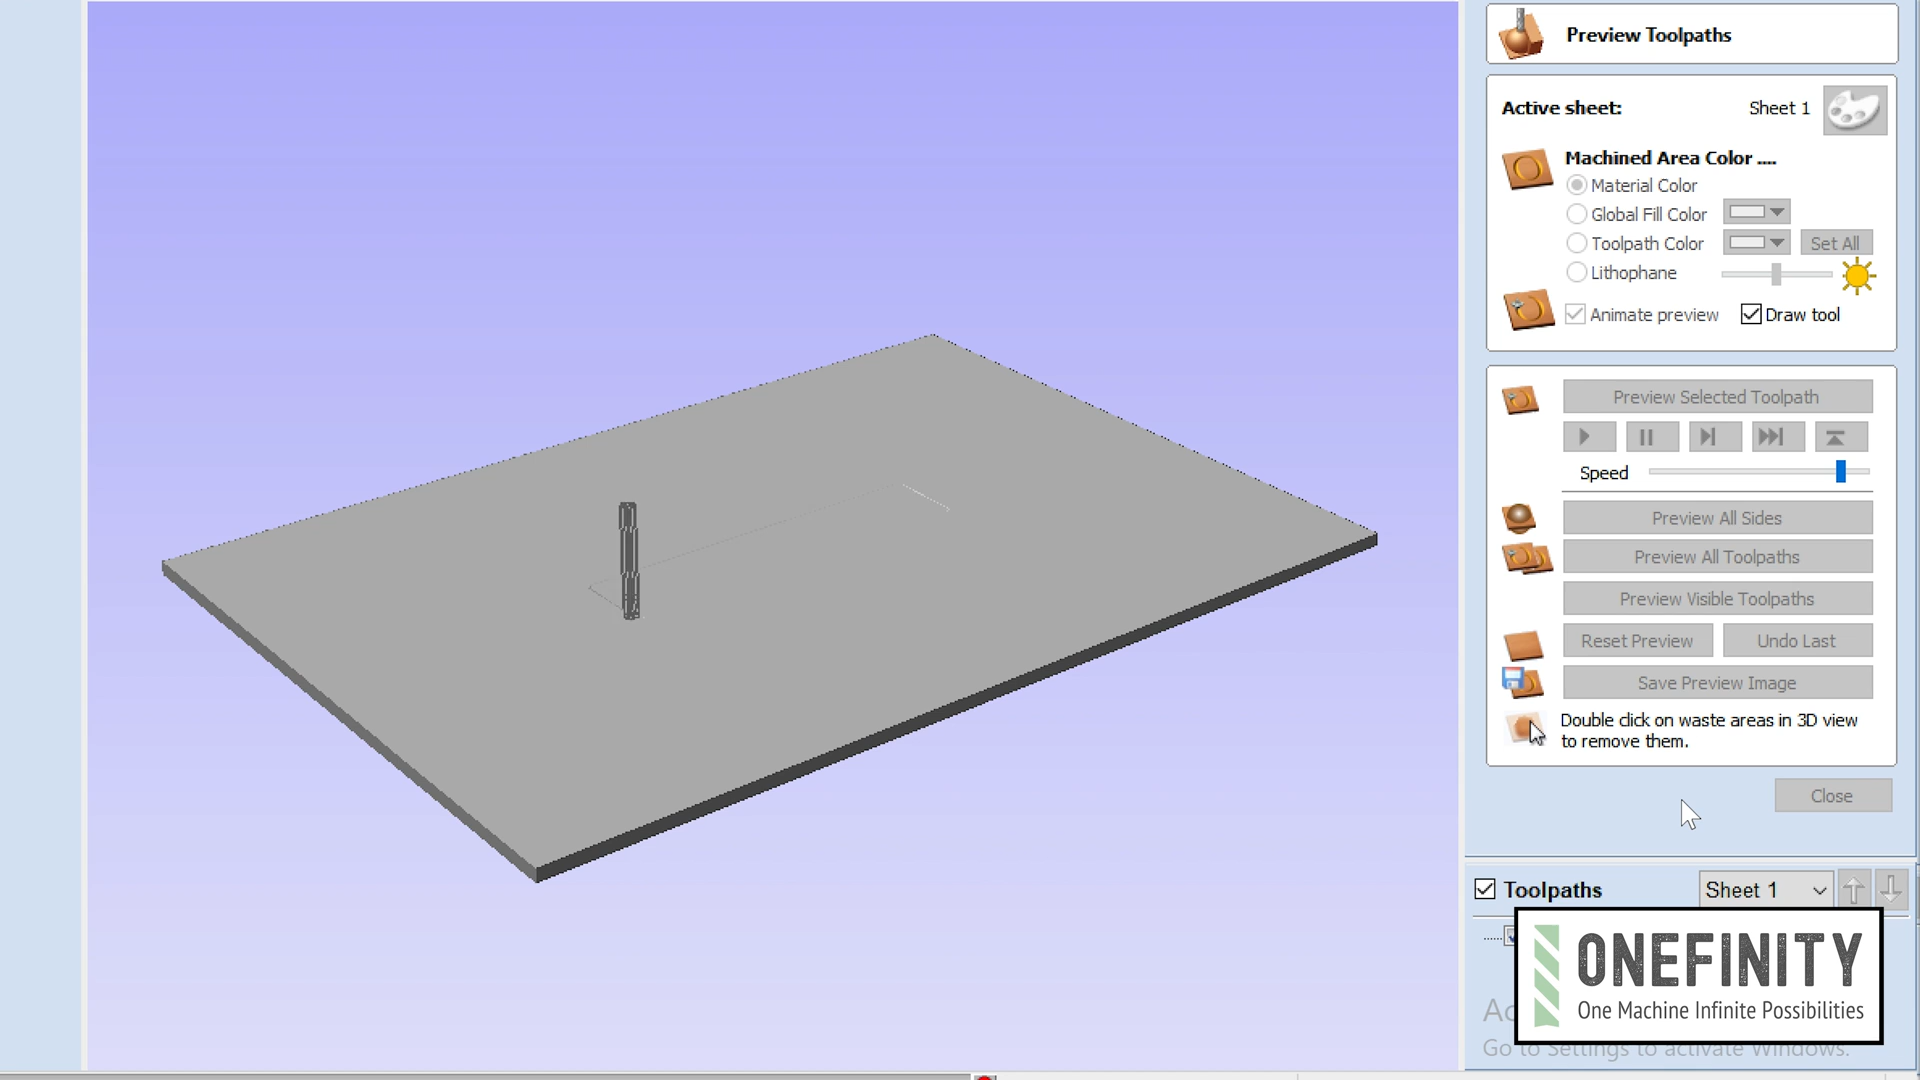 Preview Toolpaths
Active sheet: Sheet 1
Machined Area Color ....
Material Color
Global Fill Color
Toolpath Color Set All
Lithophane
Animate preview Draw tool
Preview Selected Toolpath
Speed
Preview All Sides
Preview All Toolpaths
Preview Visible Toolpaths
Reset Preview Undo Last
Save Preview Image
Double click on waste areas in 3D view
to remove them.
Close
Toolpaths Sheet 1
ONEFINITY
One Machine Infinite Possibilities
Go to Settings to activate Windows.